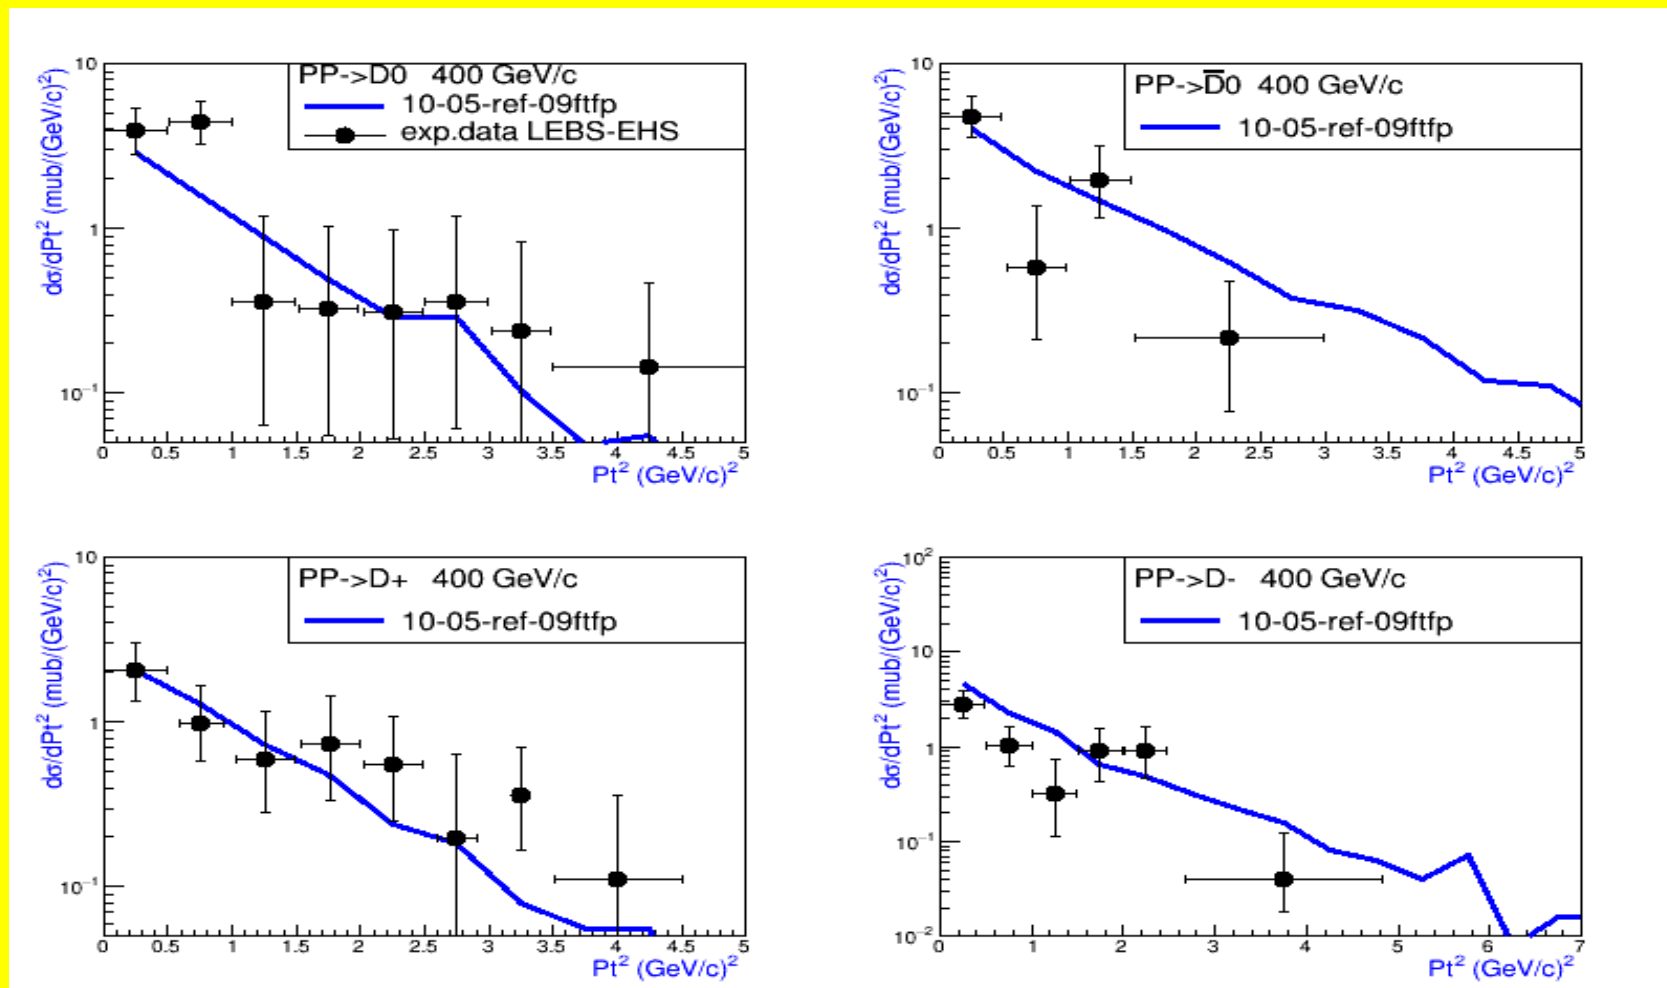 PP->D0 400 GeV/c
10-05-ref-09ftfp
exp.data LEBS-EHS
dσ/dPt² (mub/(GeV/c)²)
10
1
10⁻¹
0 0.5 1 1.5 2 2.5 3 3.5 4 4.5 5
Pt² (GeV/c)²
PP->D̅0 400 GeV/c
10-05-ref-09ftfp
dσ/dPt² (mub/(GeV/c)²)
10
1
10⁻¹
0 0.5 1 1.5 2 2.5 3 3.5 4 4.5 5
Pt² (GeV/c)²
PP->D+ 400 GeV/c
10-05-ref-09ftfp
dσ/dPt² (mub/(GeV/c)²)
10
1
10⁻¹
0 0.5 1 1.5 2 2.5 3 3.5 4 4.5 5
Pt² (GeV/c)²
PP->D- 400 GeV/c
10-05-ref-09ftfp
dσ/dPt² (mub/(GeV/c)²)
10²
10
1
10⁻¹
10⁻²
0 1 2 3 4 5 6 7
Pt² (GeV/c)²